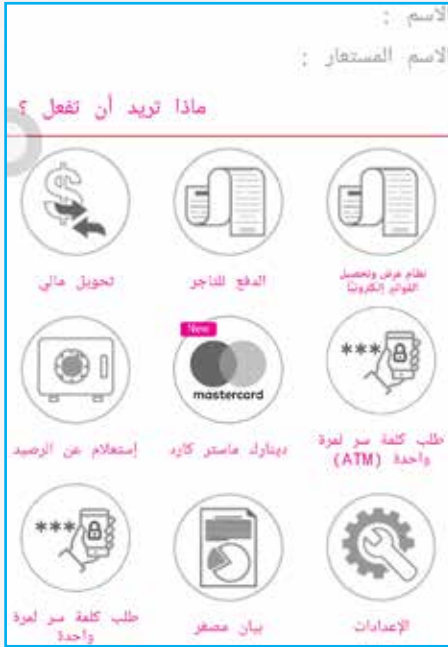 الاسم :
الاسم المستعار :
ماذا تريد أن تفعل ؟
نظام عرض وتحصيل
الفواتير إلكترونيًا
الدفع للتاجر
تحويل مالي
طلب كلمة سر لمرة
واحدة (ATM)
***
New
mastercard
دينارك ماستر كارد
إستعلام عن الرصيد
الإعدادات
بيان مصغر
***
طلب كلمة سر لمرة
واحدة